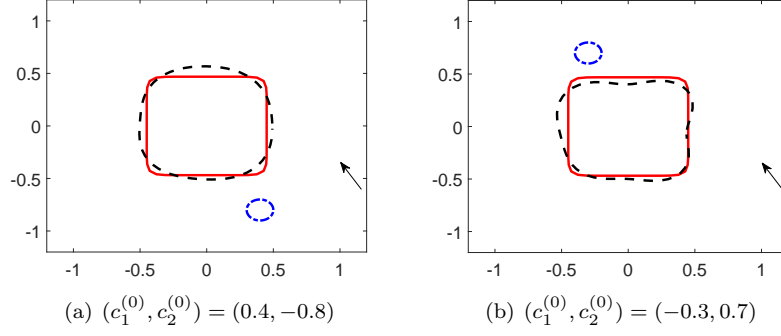 1
0.5
0
-0.5
-1
-1 -0.5 0 0.5 1
(a) $(c_1^{(0)}, c_2^{(0)}) = (0.4, -0.8)$
1
0.5
0
-0.5
-1
-1 -0.5 0 0.5 1
(b) $(c_1^{(0)}, c_2^{(0)}) = (-0.3, 0.7)$